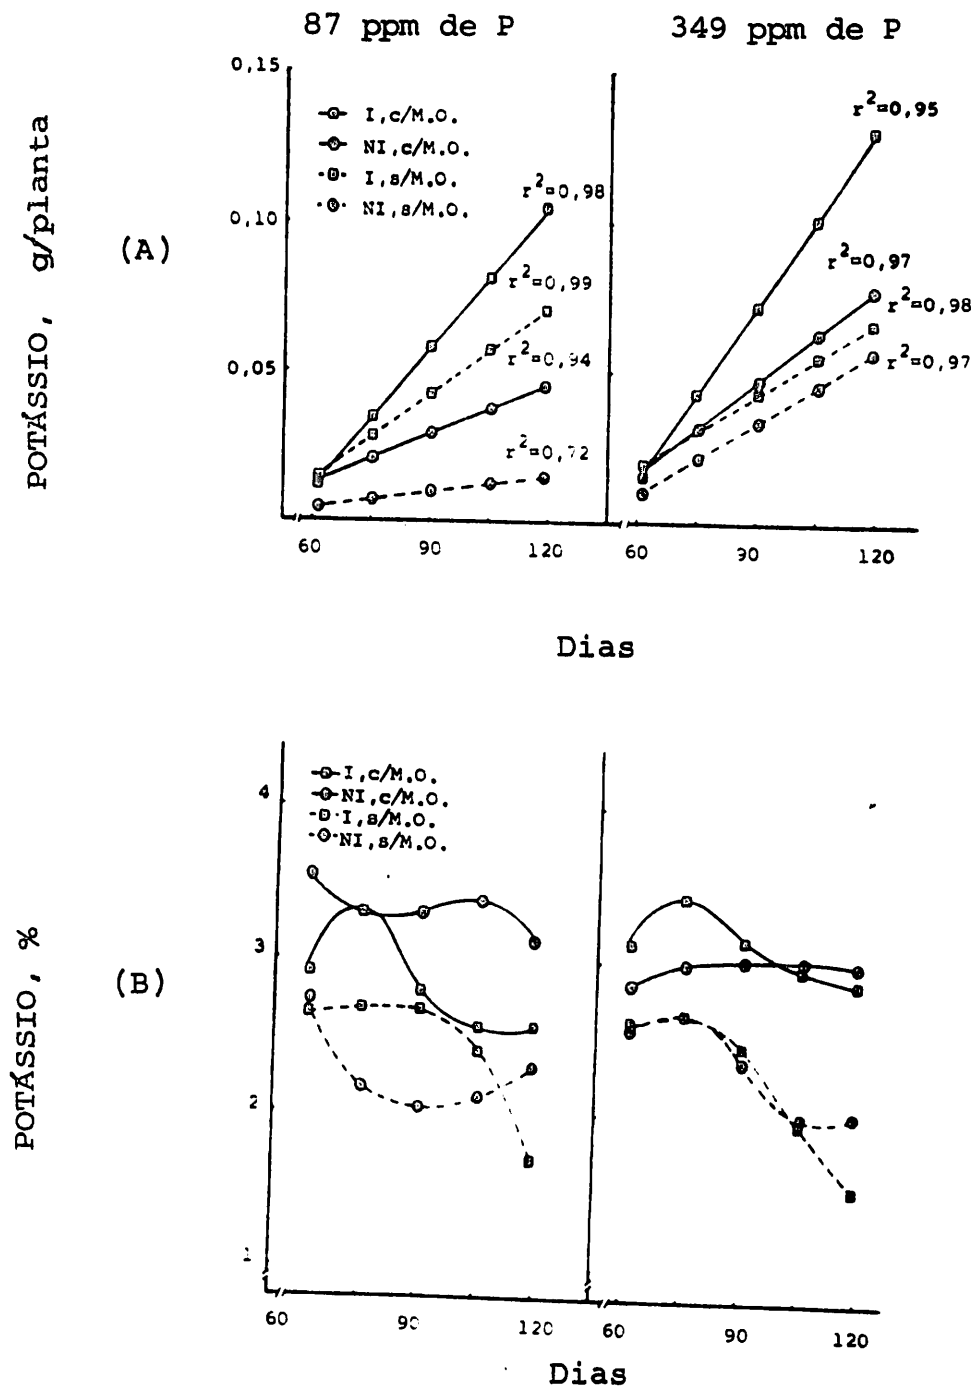 87 ppm de P
349 ppm de P
POTÁSSIO, g/planta
(A)
0,15
0,10
0,05
I,c/M.O.
NI,c/M.O.
I,s/M.O.
NI,s/M.O.
r²=0,98
r²=0,99
r²=0,94
r²=0,72
r²=0,95
r²=0,97
r²=0,98
r²=0,97
60 90 120
60 90 120
Dias
POTÁSSIO, %
(B)
4
3
2
1
I,c/M.O.
NI,c/M.O.
I,s/M.O.
NI,s/M.O.
60 90 120
60 90 120
Dias